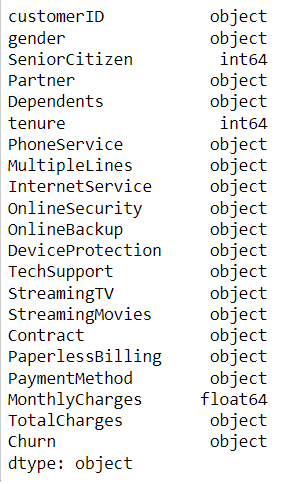 customerID object
gender object
SeniorCitizen int64
Partner object
Dependents object
tenure int64
PhoneService object
MultipleLines object
InternetService object
OnlineSecurity object
OnlineBackup object
DeviceProtection object
TechSupport object
StreamingTV object
StreamingMovies object
Contract object
PaperlessBilling object
PaymentMethod object
MonthlyCharges float64
TotalCharges object
Churn object
dtype: object